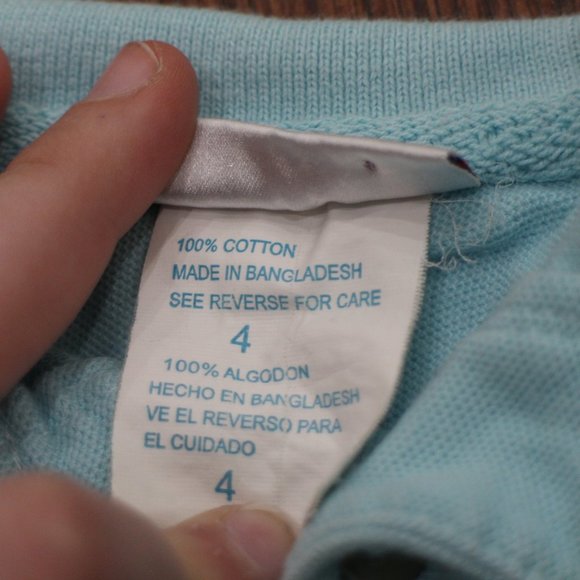 100% COTTON
MADE IN BANGLADESH
SEE REVERSE FOR CARE
4
100% ALGODON
HECHO EN BANGLADESH
VE EL REVERSO PARA
EL CUIDADO
4